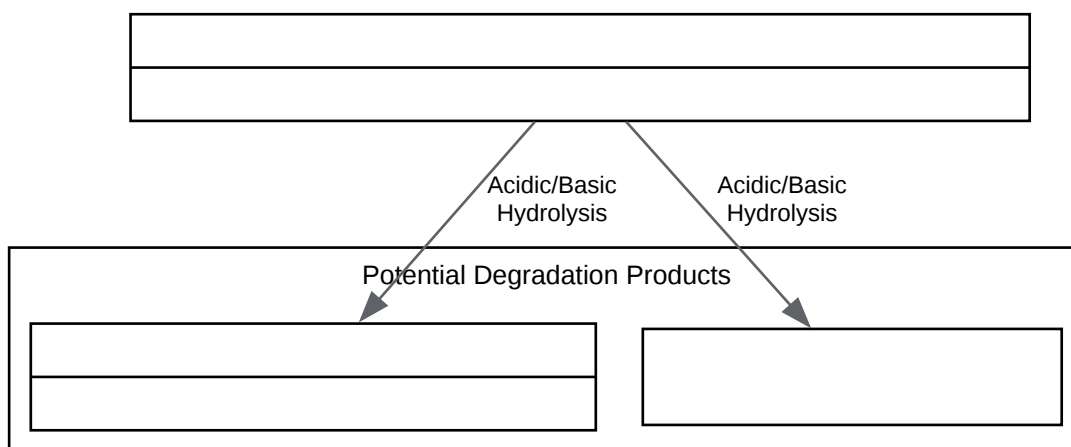 Acidic/Basic
Hydrolysis
Acidic/Basic
Hydrolysis
Potential Degradation Products